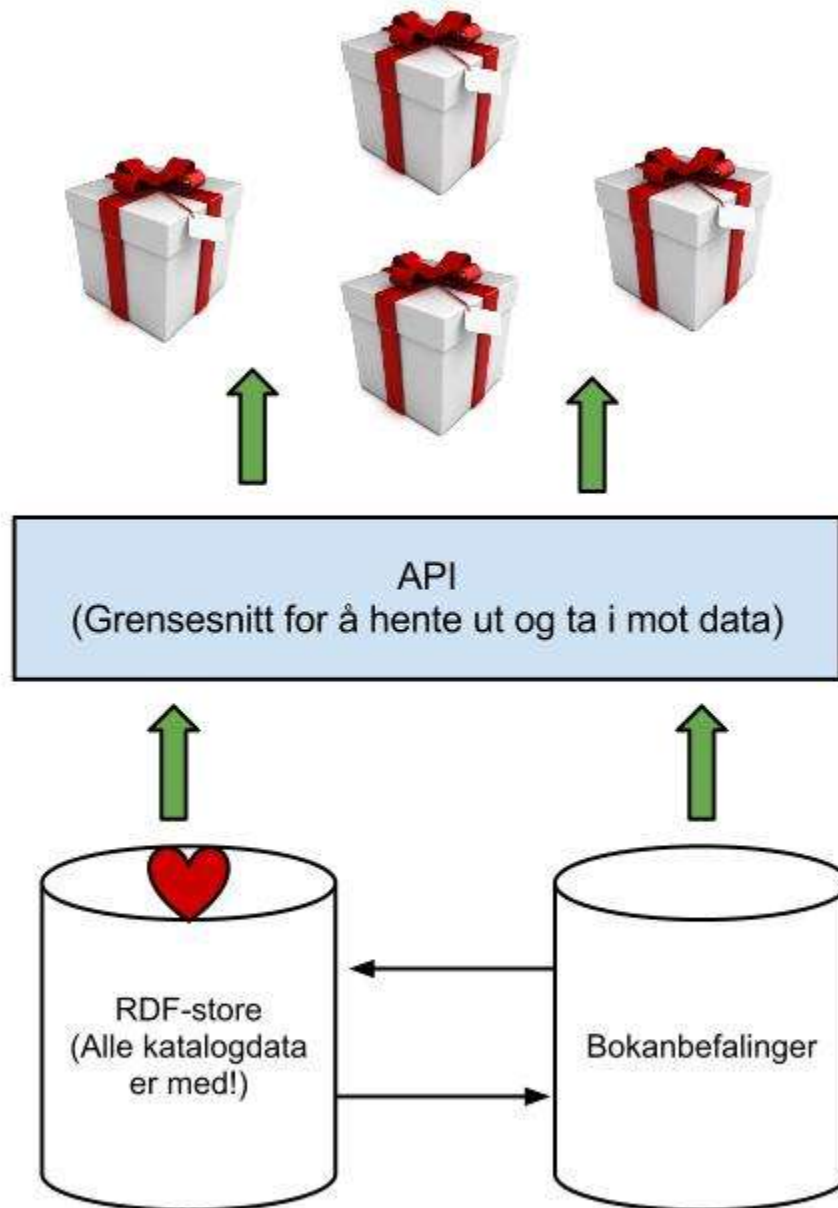 API
(Grensesnitt for å hente ut og ta i mot data)
RDF-store
(Alle katalogdata
er med!)
Bokanbefalinger